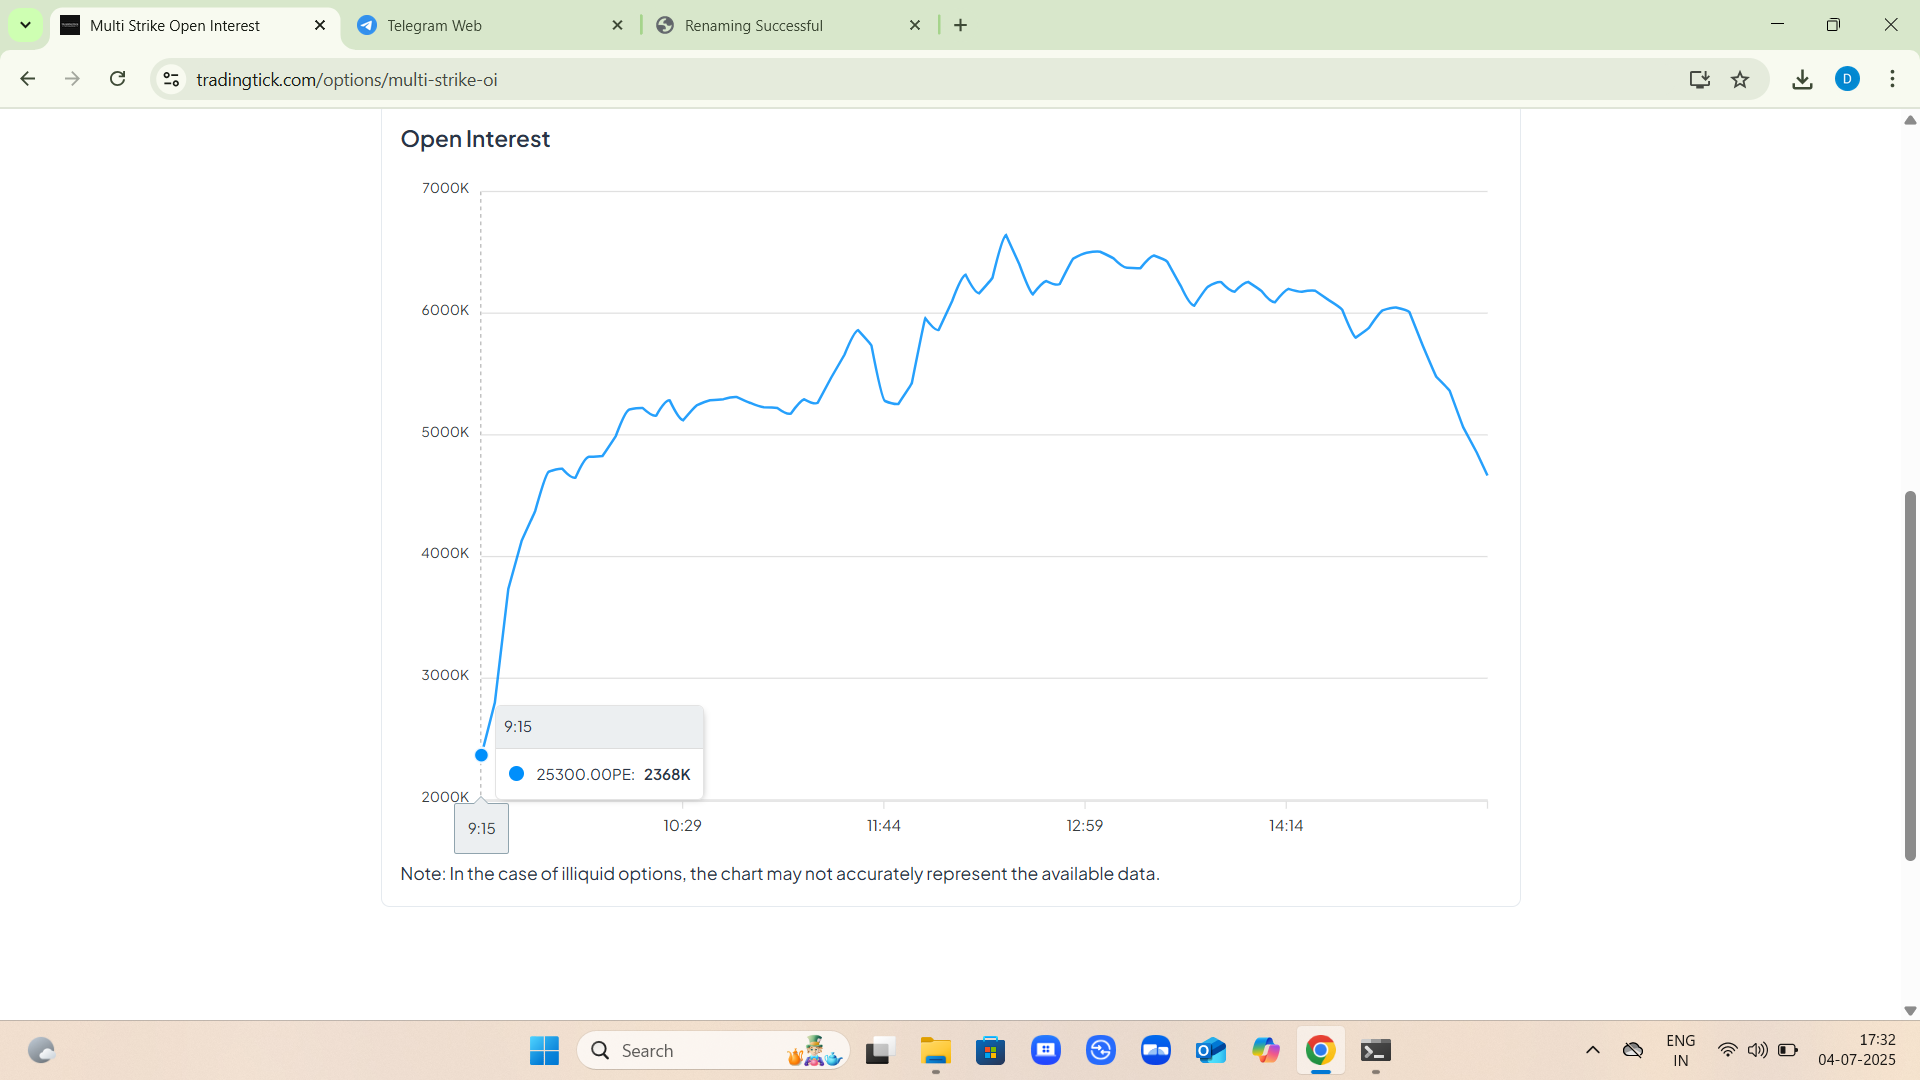 Multi Strike Open Interest
Telegram Web
Renaming Successful
tradingtick.com/options/multi-strike-oi
D
Open Interest
7000K
6000K
5000K
4000K
3000K
2000K
9:15
25300.00PE: 2368K
9:15
10:29
11:44
12:59
14:14
Note: In the case of illiquid options, the chart may not accurately represent the available data.
Search
ENG
IN
17:32
04-07-2025